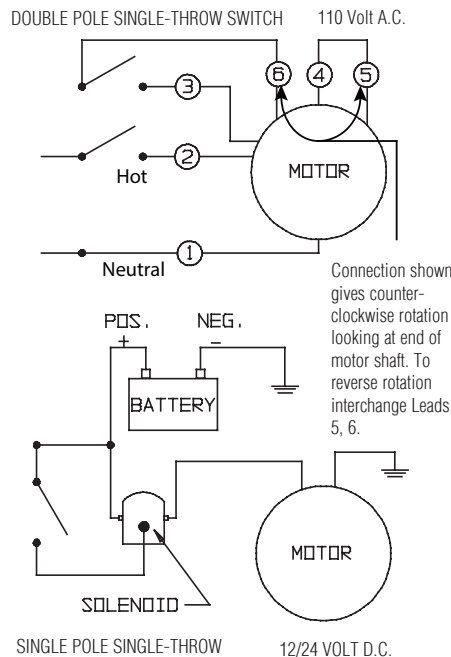 DOUBLE POLE SINGLE-THROW SWITCH
110 Volt A.C.
6
4
5
3
2
Hot
MOTOR
1
Neutral
Connection shown
gives counter-
clockwise rotation
looking at end of
motor shaft. To
reverse rotation
interchange Leads
5, 6.
POS.
NEG.
+
−
BATTERY
MOTOR
SOLENOID
SINGLE POLE SINGLE-THROW
12/24 VOLT D.C.